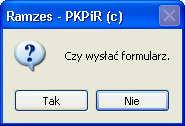 Ramzes - PKPiR (c)
Czy wysłać formularz.
Tak
Nie